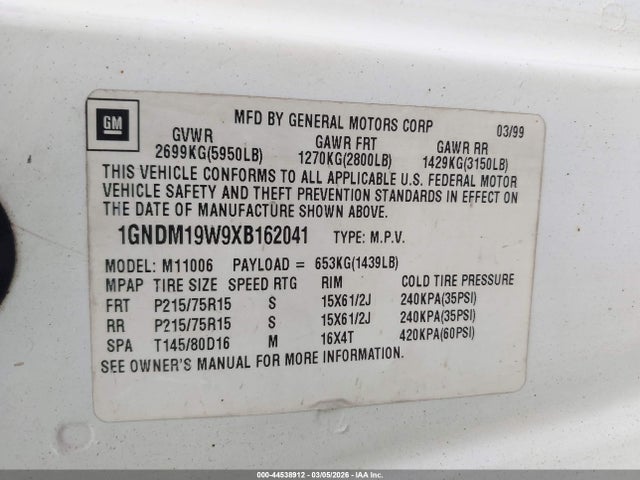 GM
MFD BY GENERAL MOTORS CORP 03/99
GVWR GAWR FRT GAWR RR
2699KG(5950LB) 1270KG(2800LB) 1429KG(3150LB)
THIS VEHICLE CONFORMS TO ALL APPLICABLE U.S. FEDERAL MOTOR
VEHICLE SAFETY AND THEFT PREVENTION STANDARDS IN EFFECT ON
THE DATE OF MANUFACTURE SHOWN ABOVE.
1GNDM19W9XB162041 TYPE: M.P.V.
MODEL: M11006 PAYLOAD = 653KG(1439LB)
MPAP TIRE SIZE SPEED RTG RIM COLD TIRE PRESSURE
FRT P215/75R15 S 15X61/2J 240KPA(35PSI)
RR P215/75R15 S 15X61/2J 240KPA(35PSI)
SPA T145/80D16 M 16X4T 420KPA(60PSI)
SEE OWNER'S MANUAL FOR MORE INFORMATION.
000-44538912 - 03/05/2026 - IAA Inc.